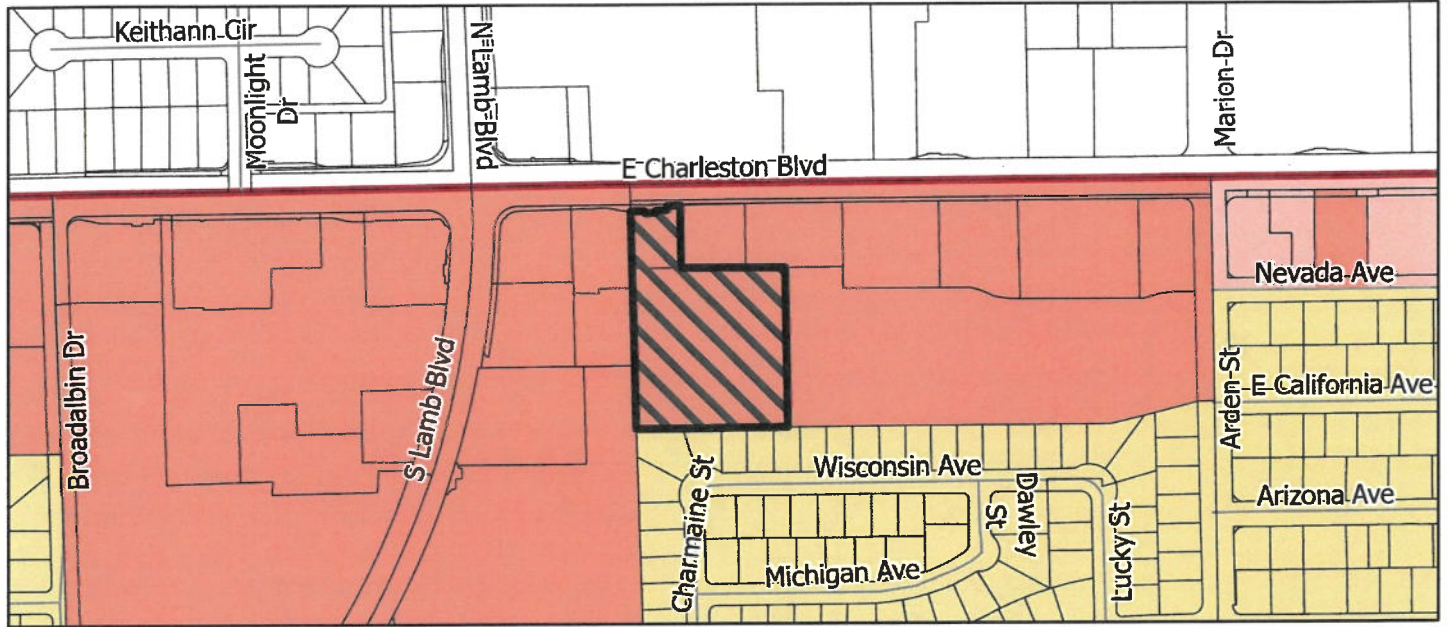 Keithann Cir
Moonlight
Dr
N Lamb Blvd
Marion Dr
E Charleston Blvd
Nevada Ave
Broadalbin Dr
S Lamb Blvd
Arden St
E California Ave
Wisconsin Ave
Charmaine St
Dawley
St
Lucky St
Arizona Ave
Michigan Ave